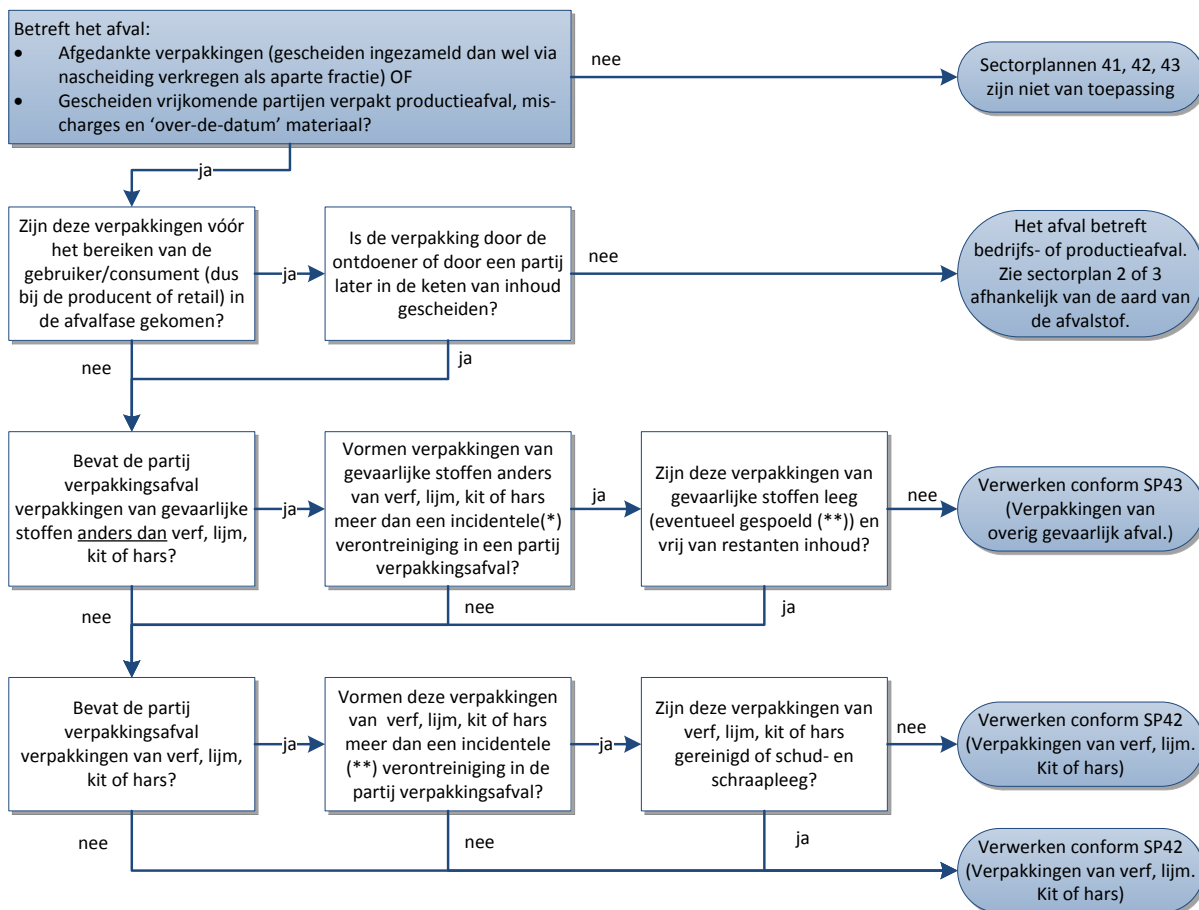 Betreft het afval:
• Afgedankte verpakkingen (gescheiden ingezameld dan wel via
nascheiding verkregen als aparte fractie) OF
• Gescheiden vrijkomende partijen verpakt productieafval, mis-
charges en ‘over-de-datum’ materiaal?
nee
Sectorplannen 41, 42, 43
zijn niet van toepassing
ja
Zijn deze verpakkingen vóór
het bereiken van de
gebruiker/consument (dus
bij de producent of retail) in
de afvalfase gekomen?
ja
Is de verpakking door de
ontdoener of door een partij
later in de keten van inhoud
gescheiden?
nee
Het afval betreft
bedrijfs- of productieafval.
Zie sectorplan 2 of 3
afhankelijk van de aard van
de afvalstof.
nee
ja
Bevat de partij
verpakkingsafval
verpakkingen van gevaarlijke
stoffen anders dan verf, lijm,
kit of hars?
ja
Vormen verpakkingen van
gevaarlijke stoffen anders
van verf, lijm, kit of hars
meer dan een incidentele(*)
verontreiniging in een partij
verpakkingsafval?
ja
Zijn deze verpakkingen van
gevaarlijke stoffen leeg
(eventueel gespoeld (**)) en
vrij van restanten inhoud?
nee
Verwerken conform SP43
(Verpakkingen van
overig gevaarlijk afval.)
nee
nee
ja
Bevat de partij
verpakkingsafval
verpakkingen van verf, lijm,
kit of hars?
ja
Vormen deze verpakkingen
van verf, lijm, kit of hars
meer dan een incidentele
(**) verontreiniging in de
partij verpakkingsafval?
ja
Zijn deze verpakkingen van
verf, lijm, kit of hars
gereinigd of schud- en
schraapleeg?
nee
Verwerken conform SP42
(Verpakkingen van verf, lijm.
Kit of hars)
nee
nee
ja
Verwerken conform SP42
(Verpakkingen van verf, lijm.
Kit of hars)